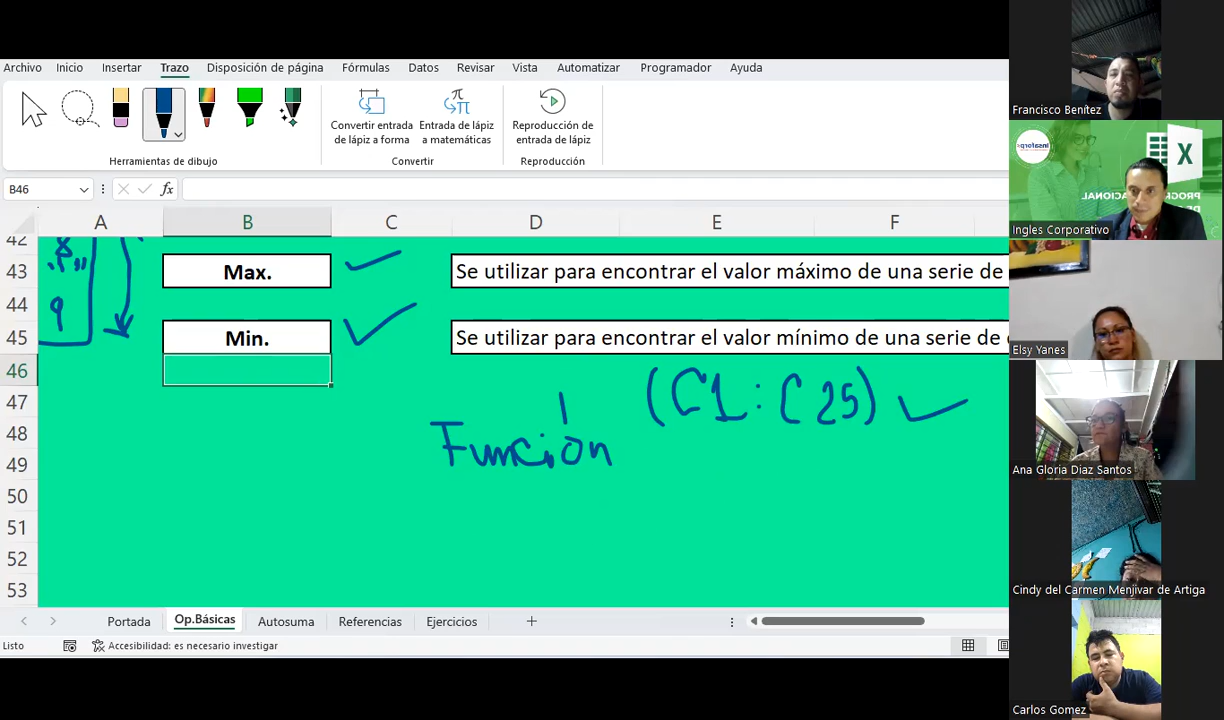 Archivo Inicio Insertar Trazo Disposición de página Fórmulas Datos Revisar Vista Automatizar Programador Ayuda
Convertir entrada de lápiz a forma
Entrada de lápiz a matemáticas
Reproducción de entrada de lápiz
Herramientas de dibujo Convertir Reproducción
B46 fx
A B C D E F
42 8
43 Max. Se utilizar para encontrar el valor máximo de una serie de
44 9
45 Min. Se utilizar para encontrar el valor mínimo de una serie de
46
(C1:C25)
47
48 Función
49
50
51
52
53
Portada Op.Básicas Autosuma Referencias Ejercicios
Listo Accesibilidad: es necesario investigar
Francisco Benítez
Insaforp
X
Ingles Corporativo
Elsy Yanes
Ana Gloria Diaz Santos
Cindy del Carmen Menjivar de Artiga
Carlos Gomez